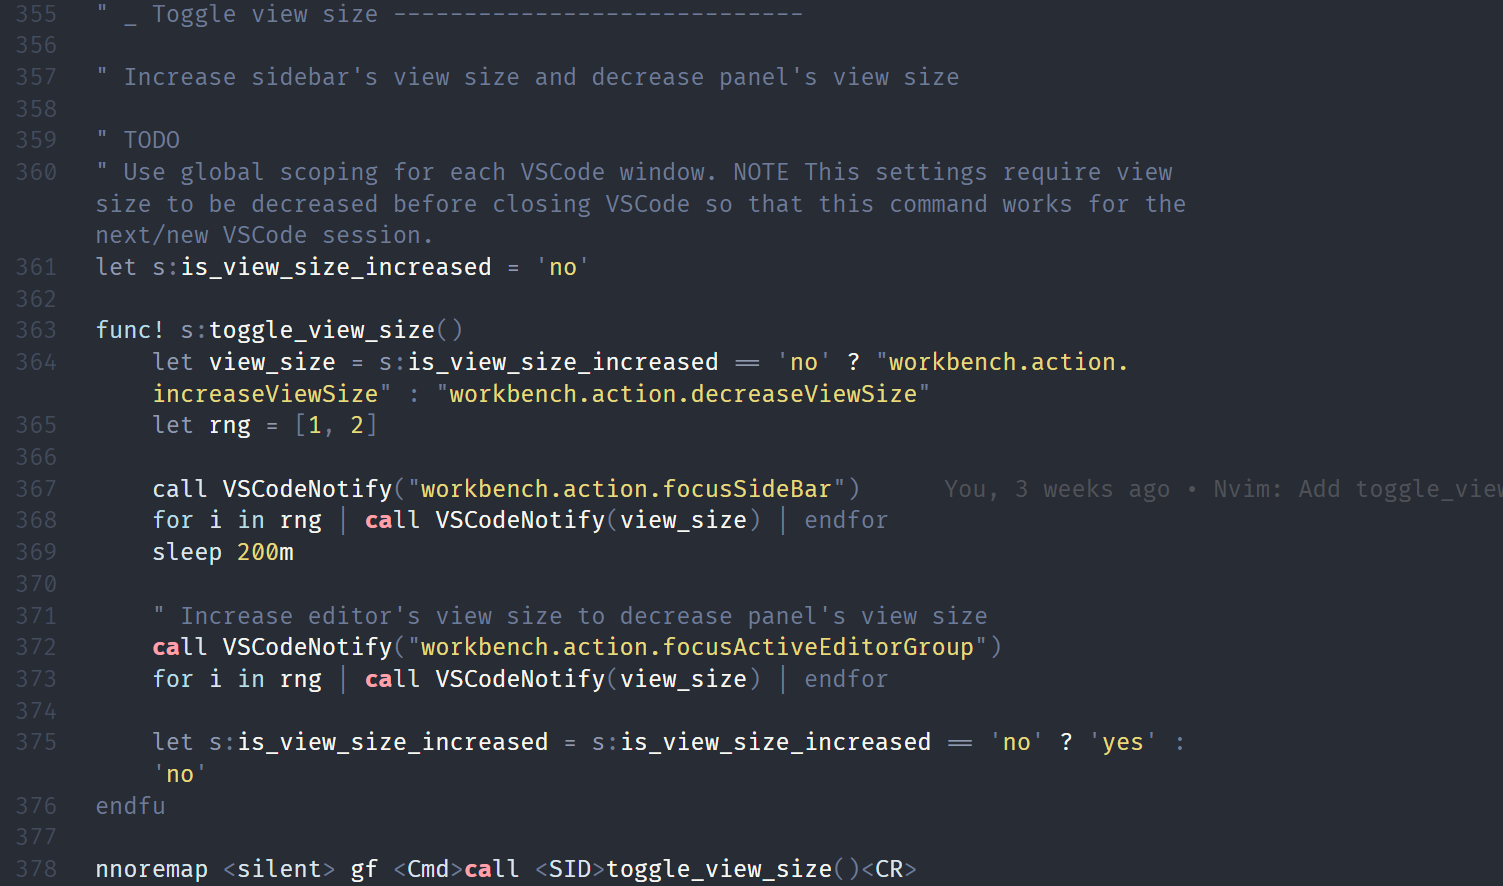 355 " _ Toggle view size -----------------------------
356
357 " Increase sidebar's view size and decrease panel's view size
358
359 " TODO
360 " Use global scoping for each VSCode window. NOTE This settings require view
size to be decreased before closing VSCode so that this command works for the
next/new VSCode session.
361 let s:is_view_size_increased = 'no'
362
363 func! s:toggle_view_size()
364     let view_size = s:is_view_size_increased == 'no' ? "workbench.action.
    increaseViewSize" : "workbench.action.decreaseViewSize"
365     let rng = [1, 2]
366
367     call VSCodeNotify("workbench.action.focusSideBar")      You, 3 weeks ago • Nvim: Add toggle_view
368     for i in rng | call VSCodeNotify(view_size) | endfor
369     sleep 200m
370
371     " Increase editor's view size to decrease panel's view size
372     call VSCodeNotify("workbench.action.focusActiveEditorGroup")
373     for i in rng | call VSCodeNotify(view_size) | endfor
374
375     let s:is_view_size_increased = s:is_view_size_increased == 'no' ? 'yes' :
    'no'
376 endfu
377
378 nnoremap <silent> gf <Cmd>call <SID>toggle_view_size()<CR>